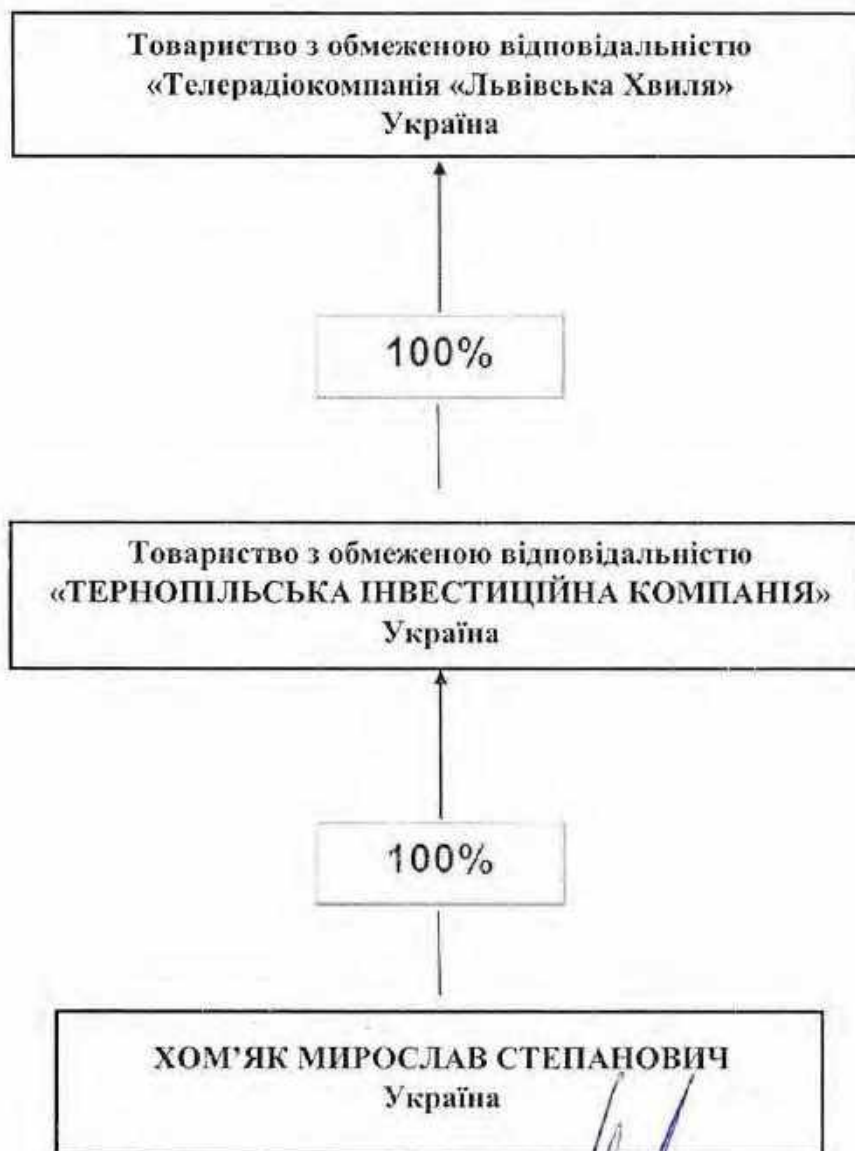 Товариство з обмеженою відповідальністю
«Телерадіокомпанія «Львівська Хвиля»
Україна
100%
Товариство з обмеженою відповідальністю
«ТЕРНОПІЛЬСЬКА ІНВЕСТИЦІЙНА КОМПАНІЯ»
Україна
100%
ХОМ’ЯК МИРОСЛАВ СТЕПАНОВИЧ
Україна